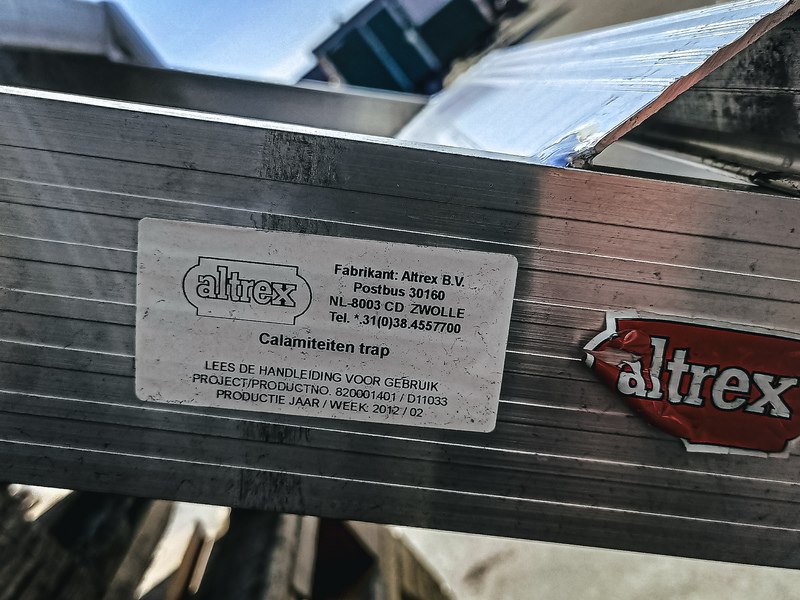 altrex
Fabrikant: Altrex B.V.
Postbus 30160
NL-8003 CD ZWOLLE
Tel. *.31(0)38.4557700
Calamiteiten trap
LEES DE HANDLEIDING VOOR GEBRUIK
PROJECT/PRODUCTNO. 820001401 / D11033
PRODUCTIE JAAR / WEEK: 2012 / 02
altrex